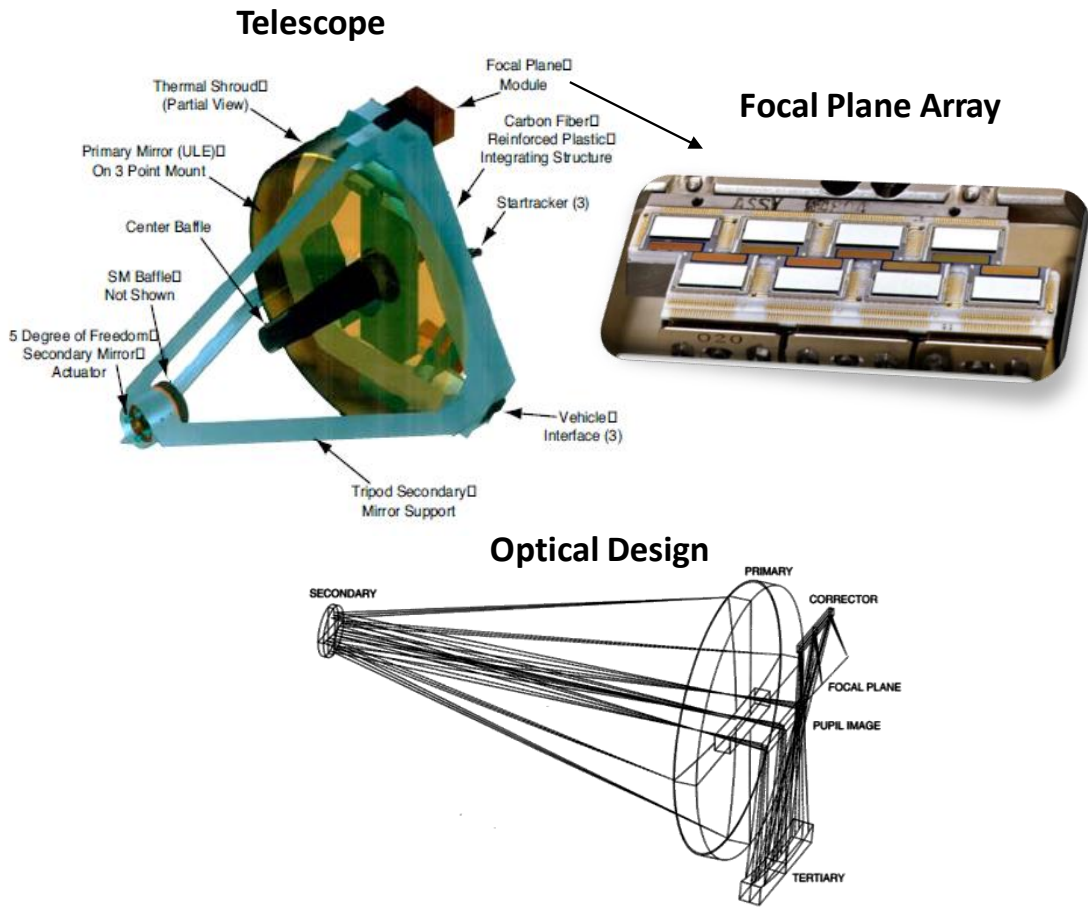 Telescope
Thermal Shroud□
(Partial View)
Primary Mirror (ULE)□
On 3 Point Mount
Center Baffle
SM Baffle□
Not Shown
5 Degree of Freedom□
Secondary Mirror□
Actuator
Focal Plane□
Module
Carbon Fiber□
Reinforced Plastic□
Integrating Structure
Startracker (3)
Vehicle□
Interface (3)
Tripod Secondary□
Mirror Support
Focal Plane Array
020
Optical Design
SECONDARY
PRIMARY
CORRECTOR
FOCAL PLANE
PUPIL IMAGE
TERTIARY